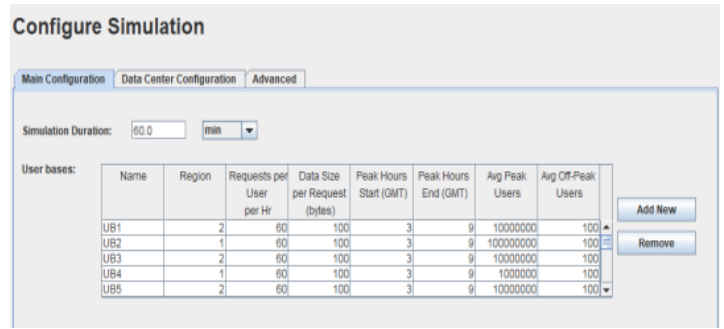 Configure Simulation
Main Configuration Data Center Configuration Advanced
Simulation Duration: 60.0 min
User bases:
Name Region Requests per User per Hr Data Size per Request (bytes) Peak Hours Start (GMT) Peak Hours End (GMT) Avg Peak Users Avg Off-Peak Users
Add New
UB1 2 60 100 3 9 10000000 100
UB2 1 60 100 3 9 100000000 100
Remove
UB3 2 60 100 3 9 10000000 100
UB4 1 60 100 3 9 1000000 100
UB5 2 60 100 3 9 10000000 100